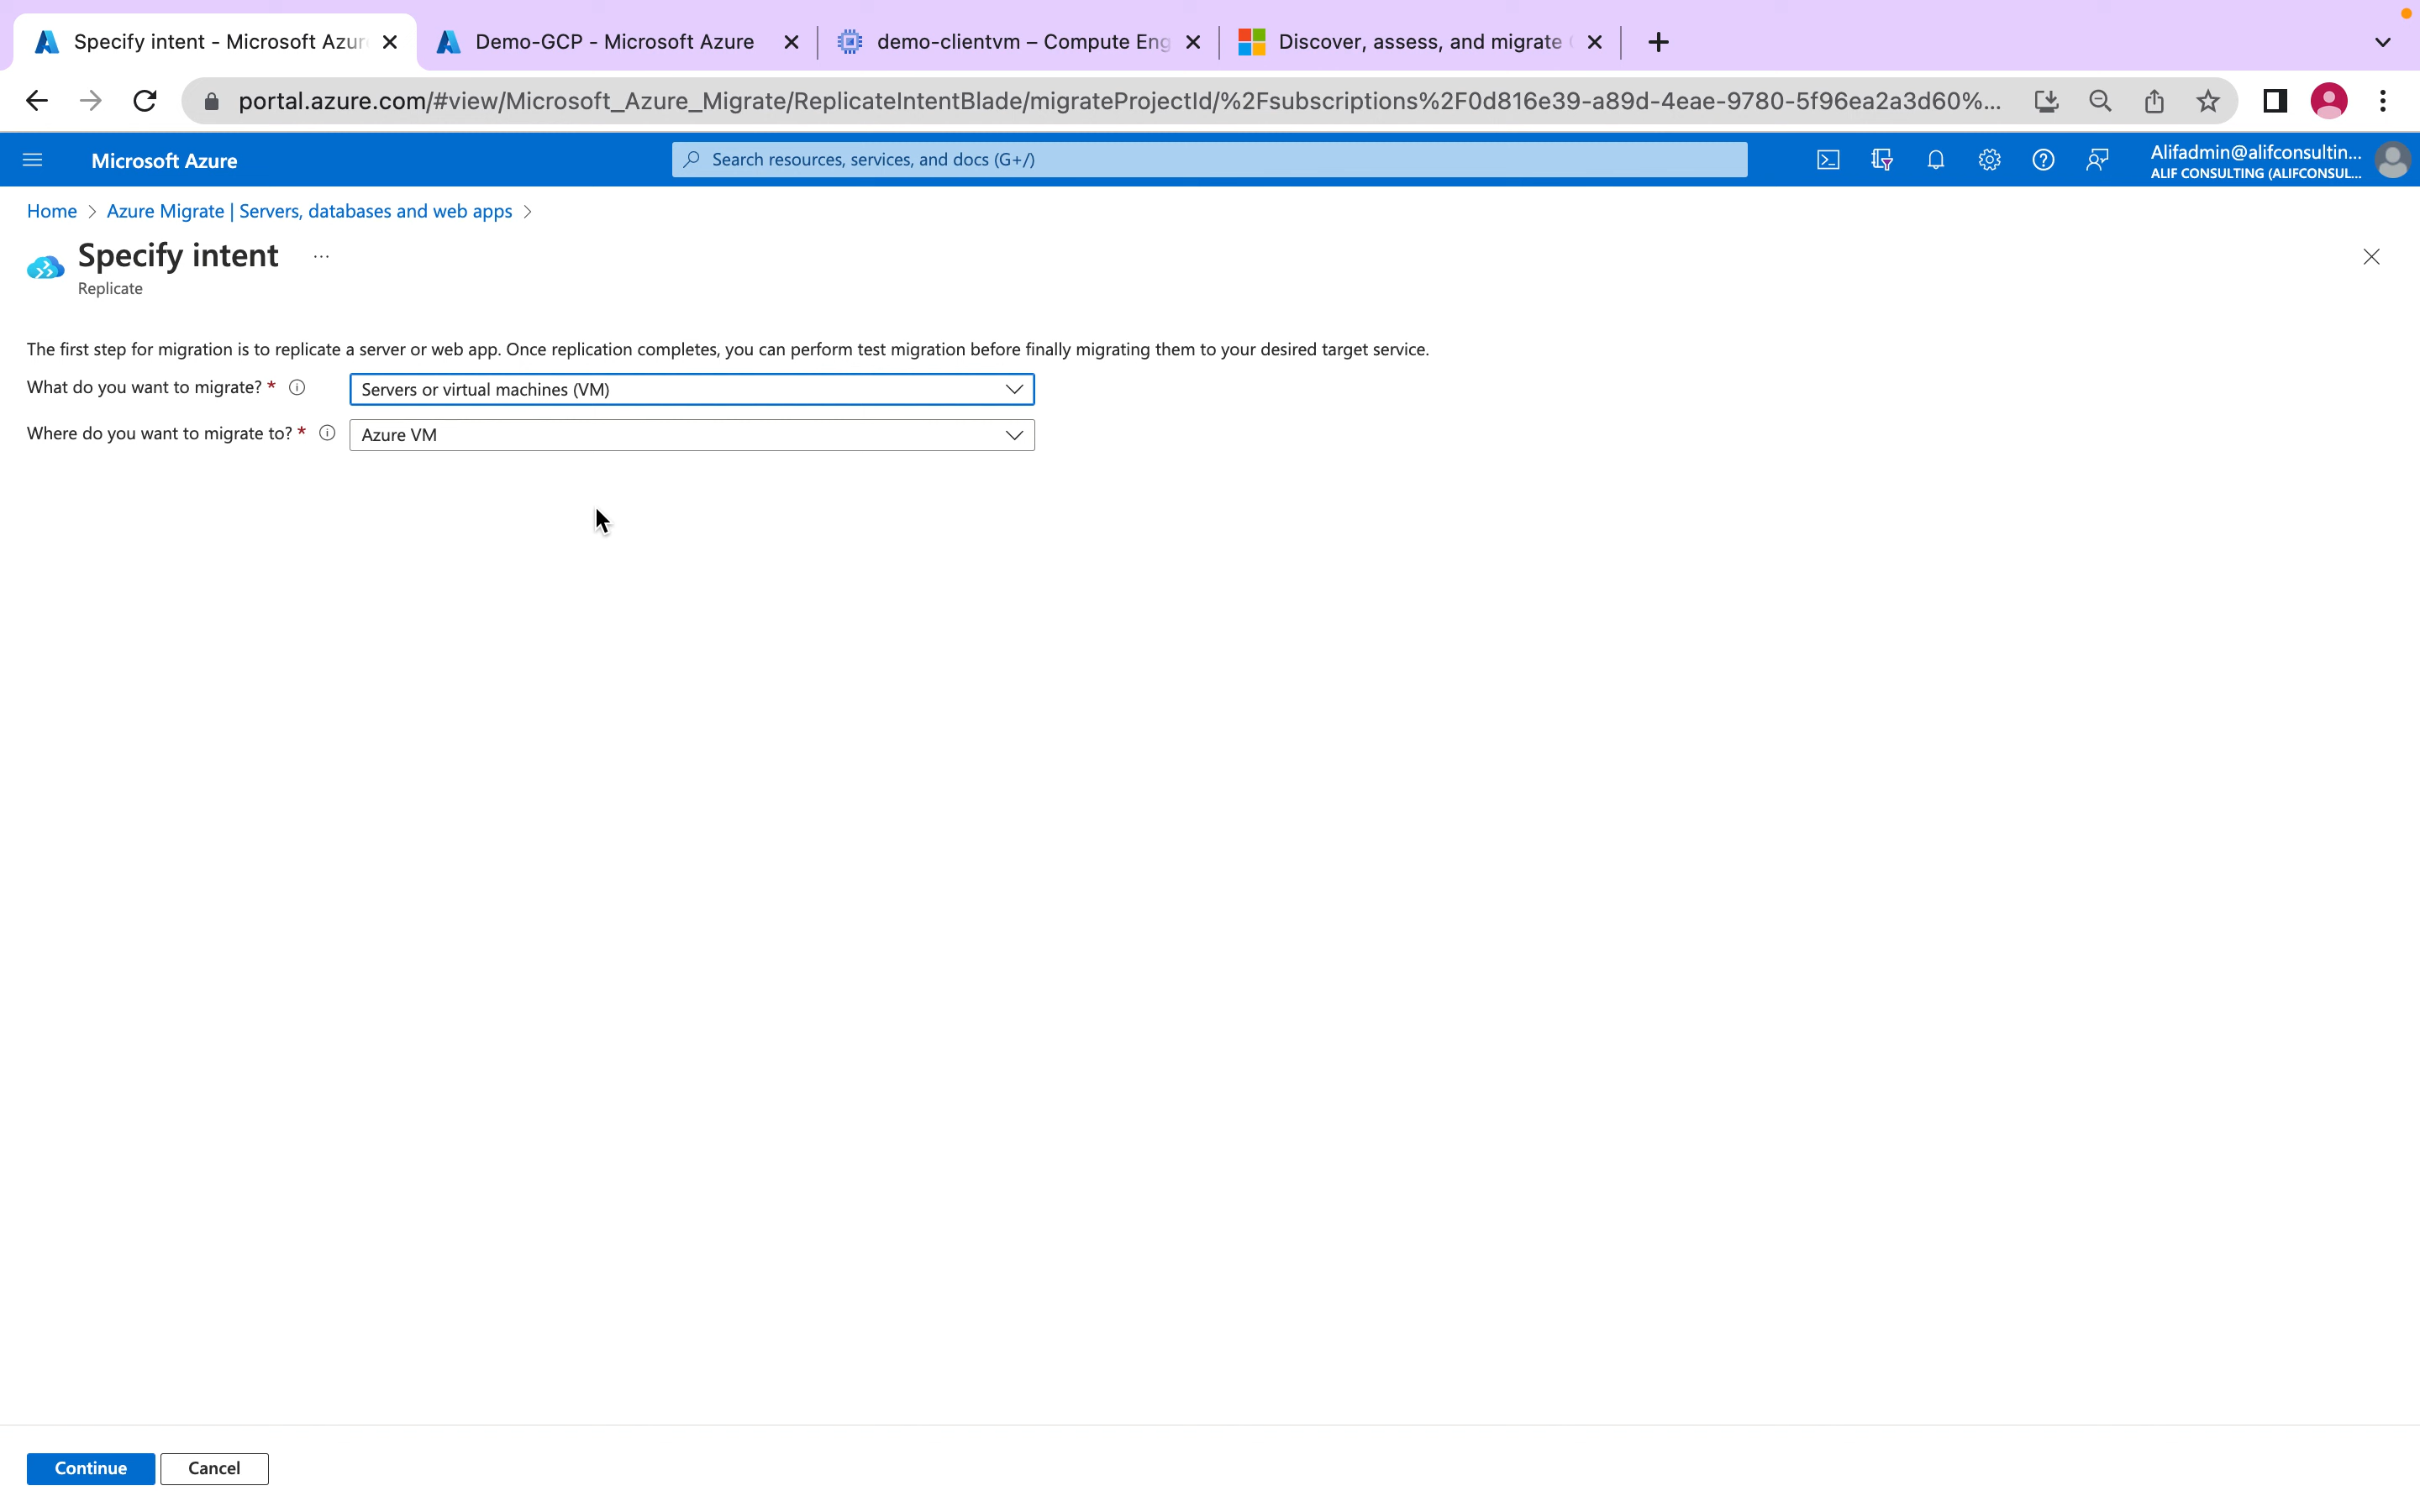 Specify intent - Microsoft Azur
Demo-GCP - Microsoft Azure
demo-clientvm – Compute Eng
Discover, assess, and migrate
portal.azure.com/#view/Microsoft_Azure_Migrate/ReplicateIntentBlade/migrateProjectId/%2Fsubscriptions%2F0d816e39-a89d-4eae-9780-5f96ea2a3d60%...
Microsoft Azure
Search resources, services, and docs (G+/)
Alifadmin@alifconsultin...
ALIF CONSULTING (ALIFCONSUL...
Home > Azure Migrate | Servers, databases and web apps >
Specify intent ...
Replicate
The first step for migration is to replicate a server or web app. Once replication completes, you can perform test migration before finally migrating them to your desired target service.
What do you want to migrate? * Servers or virtual machines (VM)
Where do you want to migrate to? * Azure VM
Continue Cancel